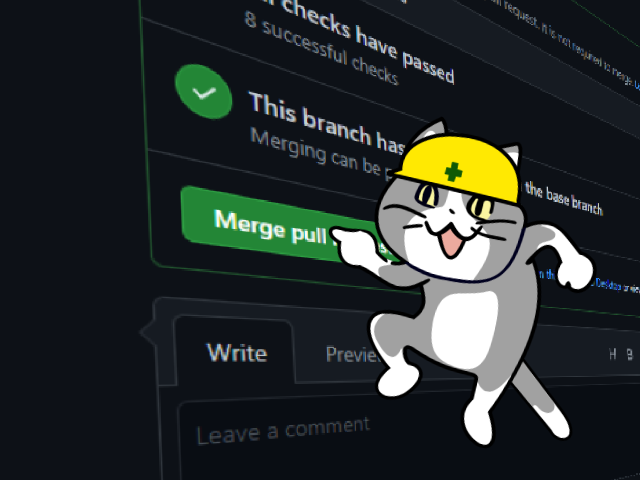 checks have passed
8 successful checks
request. It is not required to merge.
This branch has
the base branch
Merging can be
Merge pull
Desktop
Write
H B
Leave a comment